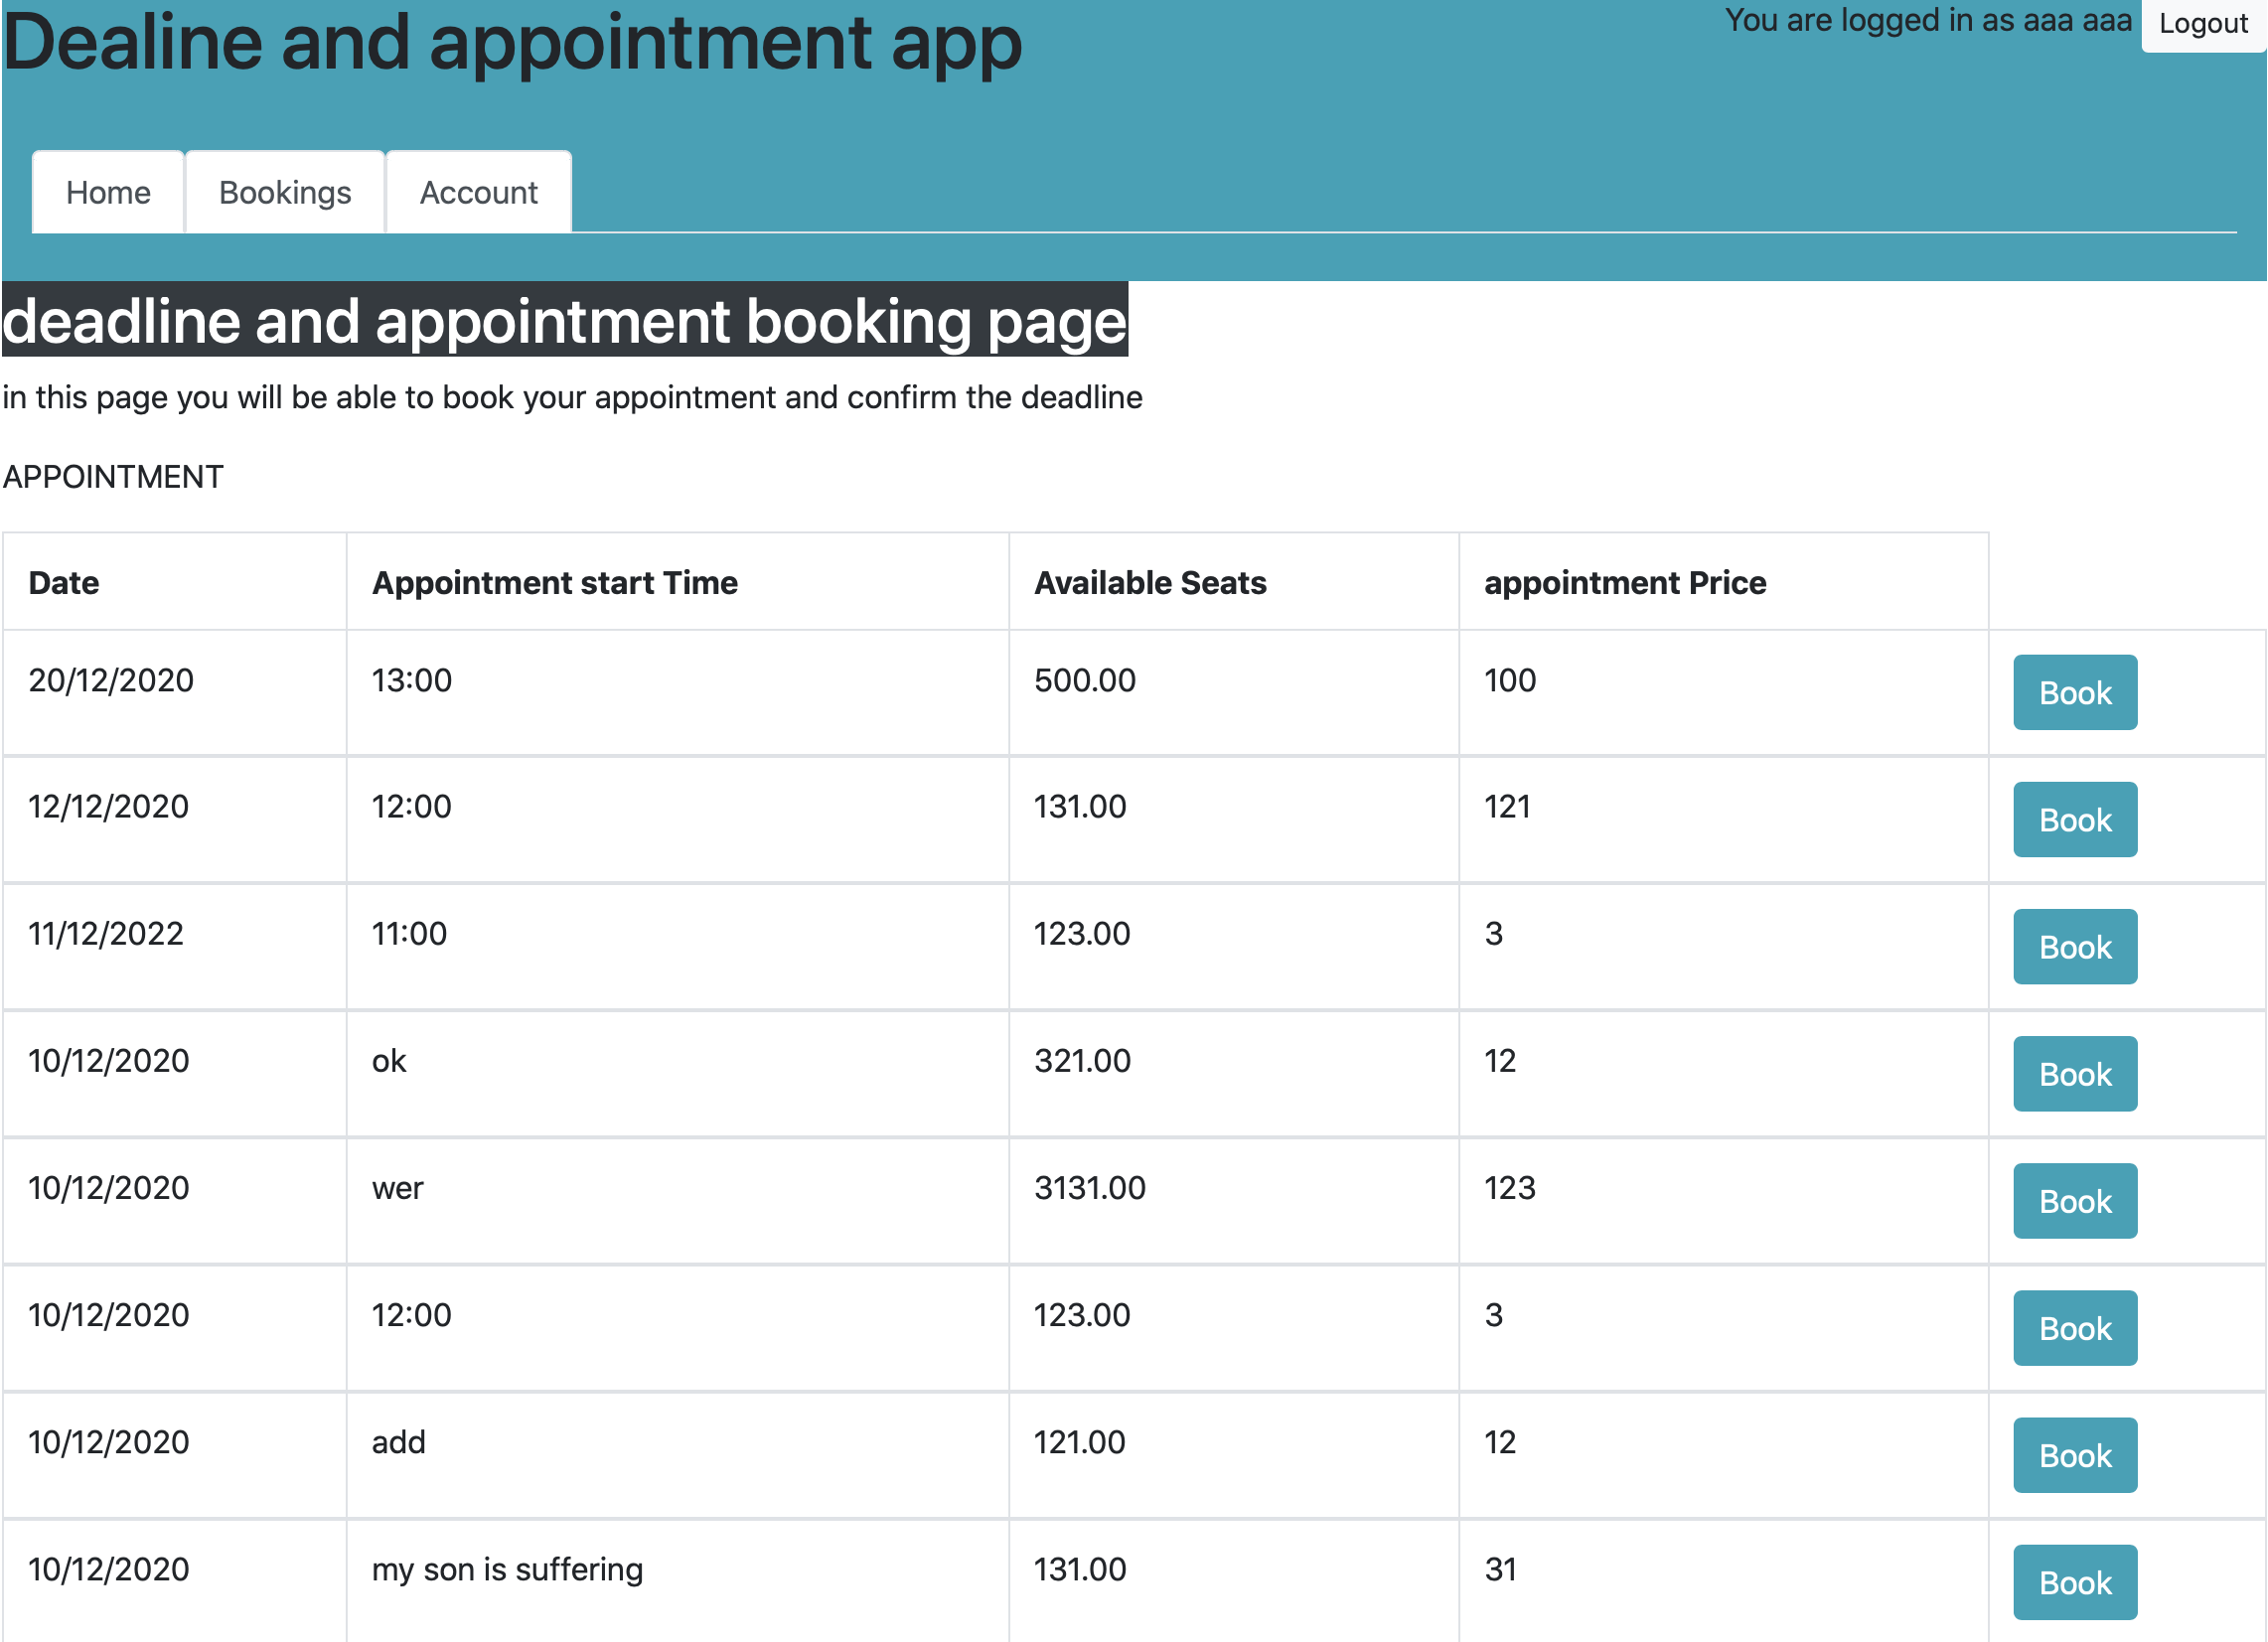 Dealine and appointment app
You are logged in as aaa aaa Logout
Home Bookings Account
deadline and appointment booking page
in this page you will be able to book your appointment and confirm the deadline
APPOINTMENT
Date Appointment start Time Available Seats appointment Price
20/12/2020 13:00 500.00 100 Book
12/12/2020 12:00 131.00 121 Book
11/12/2022 11:00 123.00 3 Book
10/12/2020 ok 321.00 12 Book
10/12/2020 wer 3131.00 123 Book
10/12/2020 12:00 123.00 3 Book
10/12/2020 add 121.00 12 Book
10/12/2020 my son is suffering 131.00 31 Book